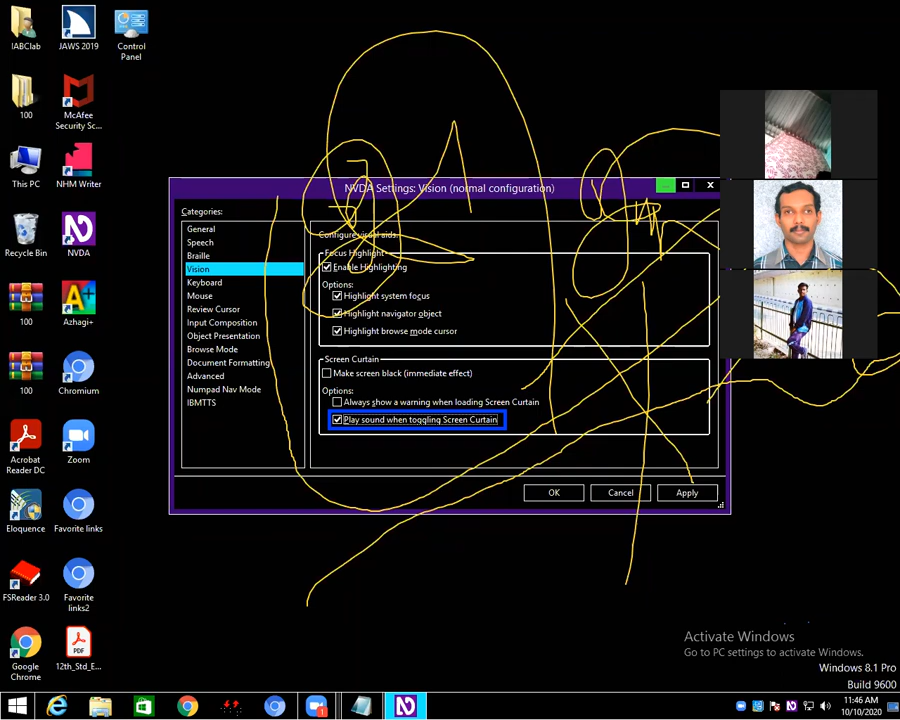 IABClab
JAWS 2019
Control
Panel
100
McAfee
Security Sc...
This PC
NHM Writer
Recycle Bin
NVDA
100
Azhagi+
100
Chromium
Acrobat
Reader DC
Zoom
Eloquence
Favorite links
FSReader 3.0
Favorite
links2
Google
Chrome
12th_Std_E...
NVDA Settings: Vision (normal configuration)
Categories:
General
Speech
Braille
Vision
Keyboard
Mouse
Review Cursor
Input Composition
Object Presentation
Browse Mode
Document Formatting
Advanced
Numpad Nav Mode
IBMTTS
Configure visual aids.
Focus Highlight
Enable Highlighting
Options:
Highlight system focus
Highlight navigator object
Highlight browse mode cursor
Screen Curtain
Make screen black (immediate effect)
Options:
Always show a warning when loading Screen Curtain
Play sound when toggling Screen Curtain
OK
Cancel
Apply
Activate Windows
Go to PC settings to activate Windows.
Windows 8.1 Pro
Build 9600
11:46 AM
10/10/2020